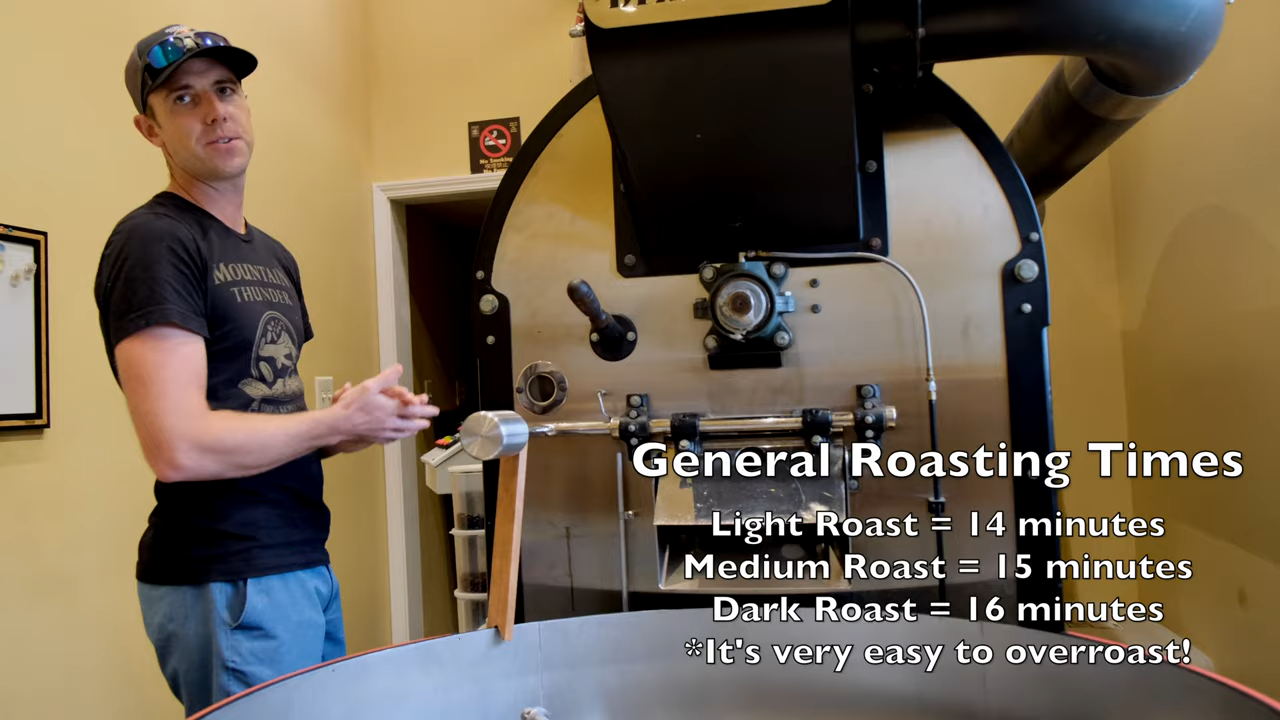 No Smoking
MOUNTAIN
THUNDER
General Roasting Times
Light Roast = 14 minutes
Medium Roast = 15 minutes
Dark Roast = 16 minutes
*It's very easy to overroast!